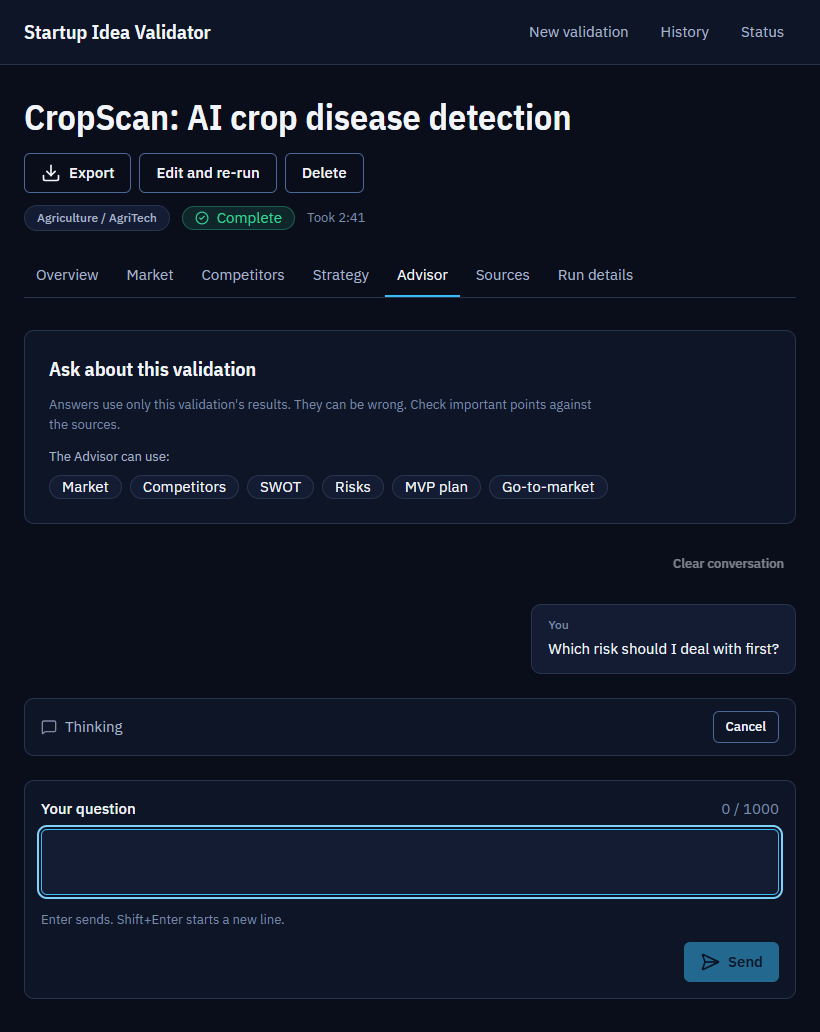 Startup Idea Validator
New validation
History
Status
CropScan: AI crop disease detection
Export
Edit and re-run
Delete
Agriculture / AgriTech
Complete
Took 2:41
Overview
Market
Competitors
Strategy
Advisor
Sources
Run details
Ask about this validation
Answers use only this validation's results. They can be wrong. Check important points against
the sources.
The Advisor can use:
Market
Competitors
SWOT
Risks
MVP plan
Go-to-market
Clear conversation
You
Which risk should I deal with first?
Thinking
Cancel
Your question
0 / 1000
Enter sends. Shift+Enter starts a new line.
Send